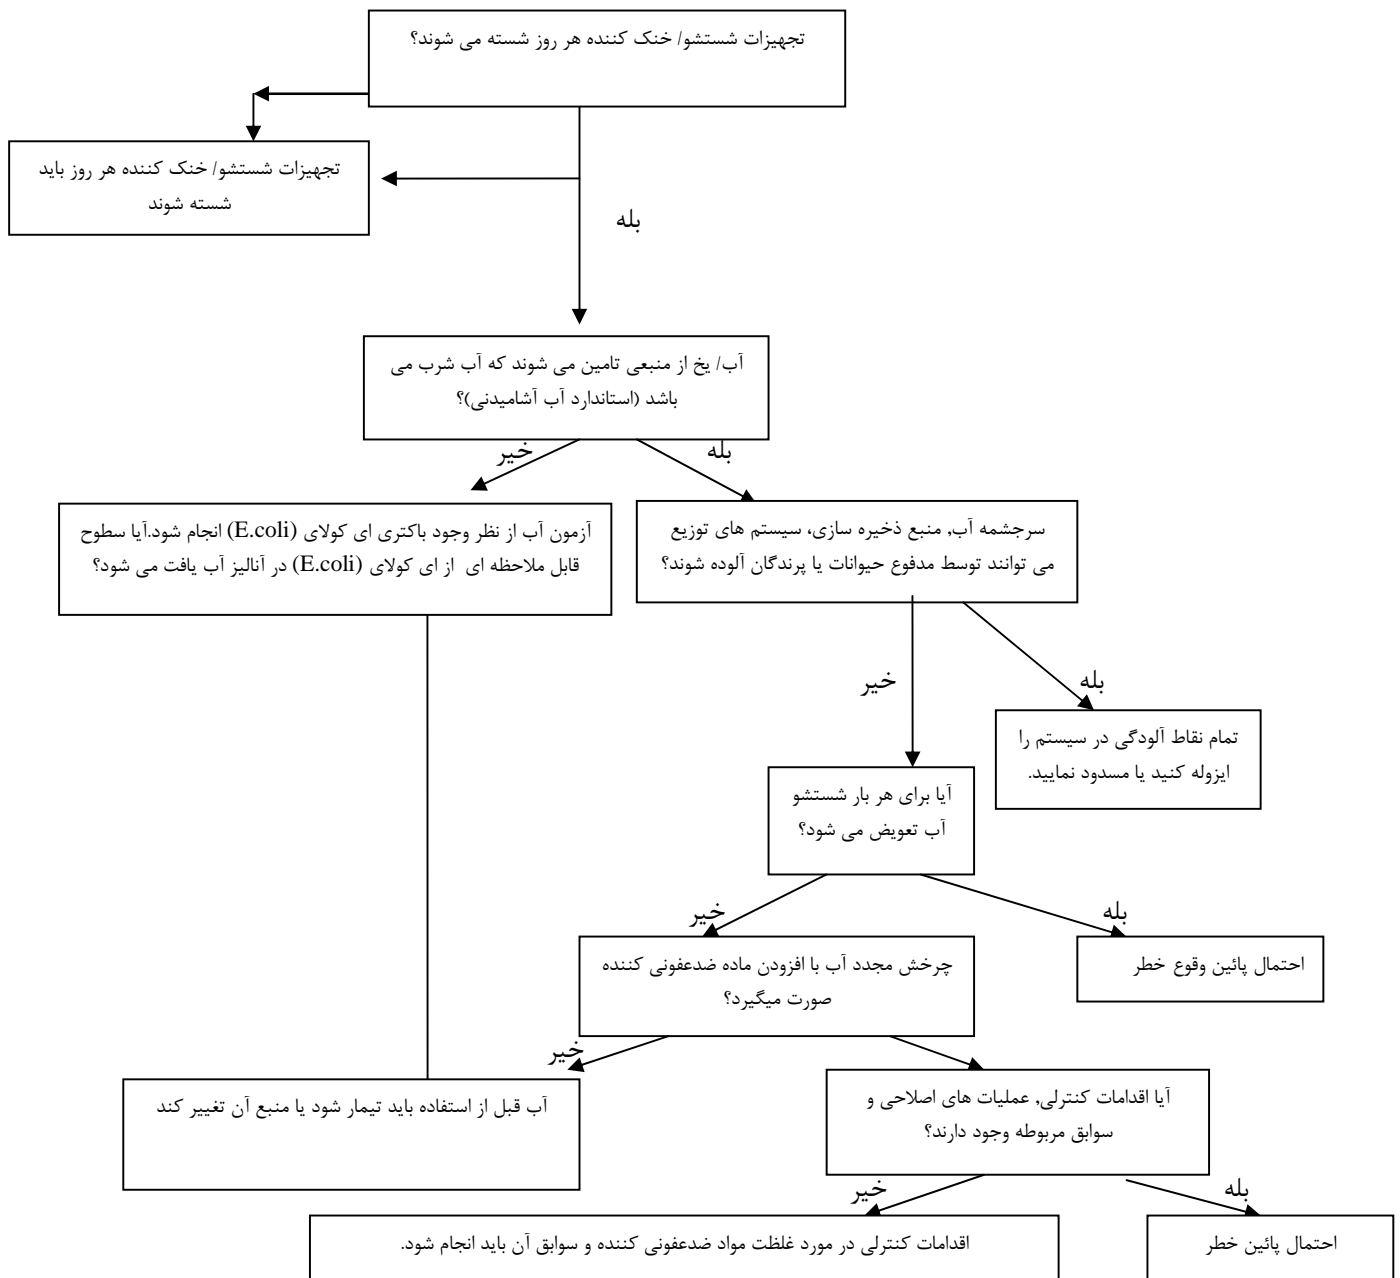 تجهیزات شستشو/ خنک کننده هر روز شسته می شوند؟
تجهیزات شستشو/ خنک کننده هر روز باید
شسته شوند
بله
آب/ یخ از منبعی تامین می شوند که آب شرب می
باشد (استاندارد آب آشامیدنی)؟
خیر
بله
آزمون آب از نظر وجود باکتری ای کولای (E.coli) انجام شود.آیا سطوح
قابل ملاحظه ای از ای کولای (E.coli) در آنالیز آب یافت می شود؟
سرچشمه آب, منبع ذخیره سازی، سیستم های توزیع
می توانند توسط مدفوع حیوانات یا پرندگان آلوده شوند؟
خیر
بله
تمام نقاط آلودگی در سیستم را
ایزوله کنید یا مسدود نمایید.
آیا برای هر بار شستشو
آب تعویض می شود؟
خیر
بله
چرخش مجدد آب با افزودن ماده ضدعفونی کننده
صورت میگیرد؟
احتمال پائین وقوع خطر
خیر
آب قبل از استفاده باید تیمار شود یا منبع آن تغییر کند
آیا اقدامات کنترلی, عملیات های اصلاحی و
سوابق مربوطه وجود دارند؟
خیر
بله
اقدامات کنترلی در مورد غلظت مواد ضدعفونی کننده و سوابق آن باید انجام شود.
احتمال پائین خطر